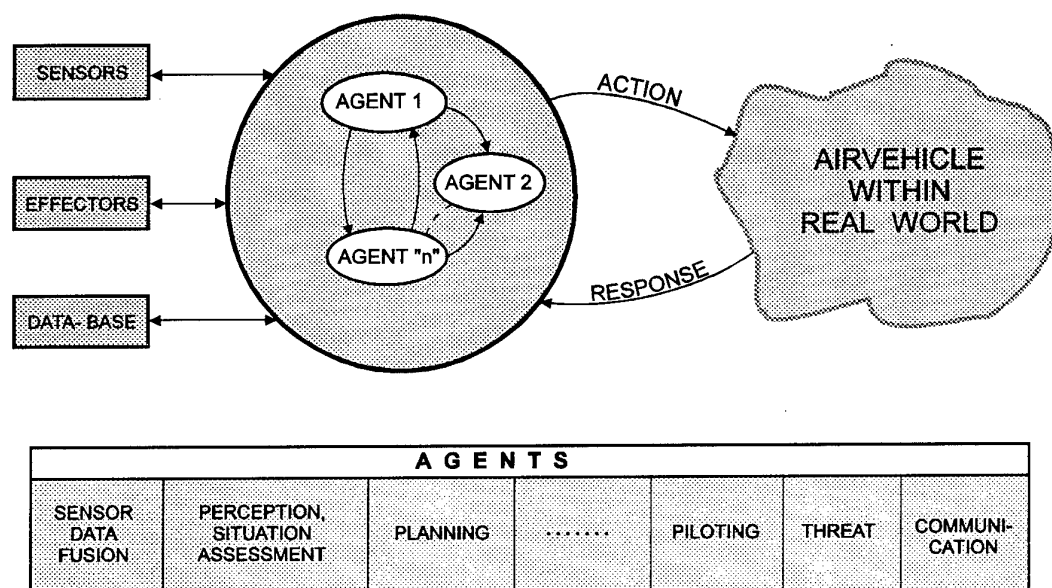 SENSORS
EFFECTORS
DATA-BASE
AGENT 1
AGENT 2
AGENT "n"
ACTION
RESPONSE
AIRVEHICLE
WITHIN
REAL WORLD
AGENTS
SENSOR
DATA
FUSION
PERCEPTION,
SITUATION
ASSESSMENT
PLANNING
.......
PILOTING
THREAT
COMMUNI-
CATION